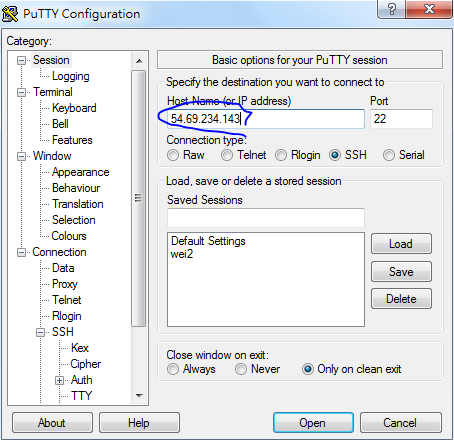 PuTTY Configuration
Category:
Session
Logging
Terminal
Keyboard
Bell
Features
Window
Appearance
Behaviour
Translation
Selection
Colours
Connection
Data
Proxy
Telnet
Rlogin
SSH
Kex
Cipher
Auth
TTY
Basic options for your PuTTY session
Specify the destination you want to connect to
Host Name (or IP address) Port
54.69.234.143 22
Connection type:
Raw Telnet Rlogin SSH Serial
Load, save or delete a stored session
Saved Sessions
Default Settings
wei2
Load
Save
Delete
Close window on exit:
Always Never Only on clean exit
About Help Open Cancel